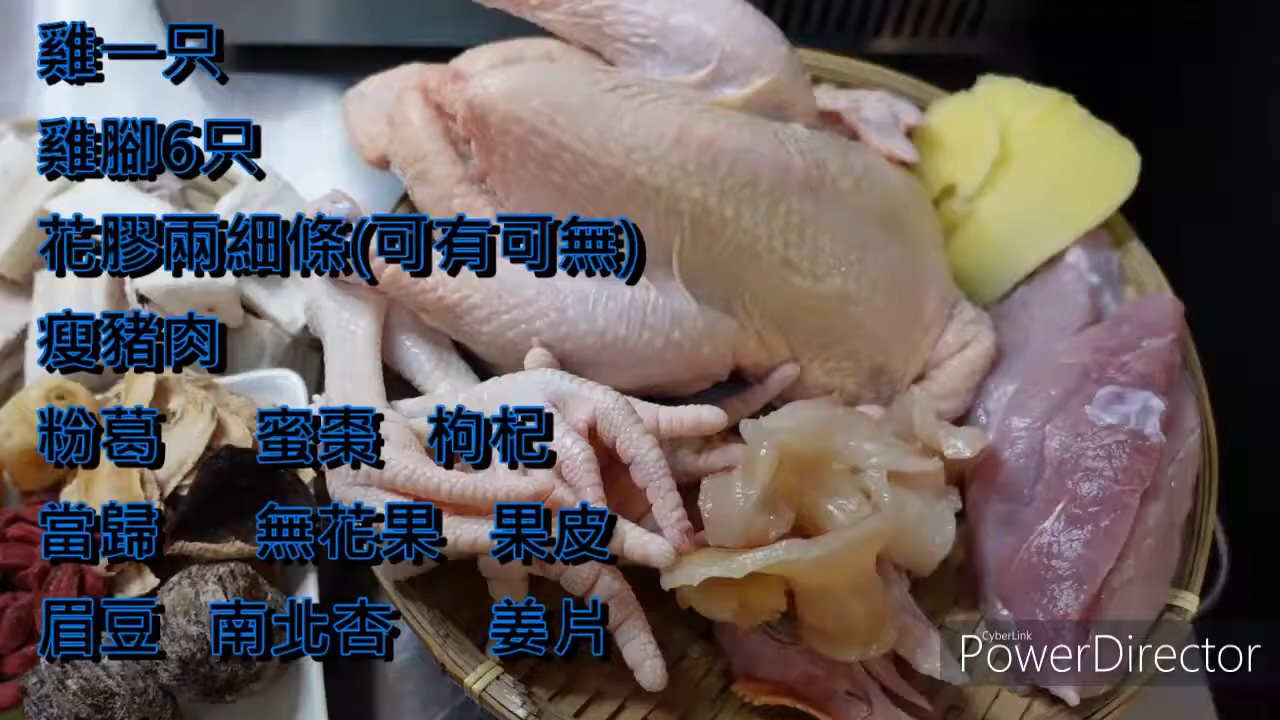 雞一只
雞腳6只
花膠兩細條(可有可無)
瘦豬肉
粉葛 蜜棗 枸杞
當歸 無花果 果皮
眉豆 南北杏 姜片
CyberLink
PowerDirector